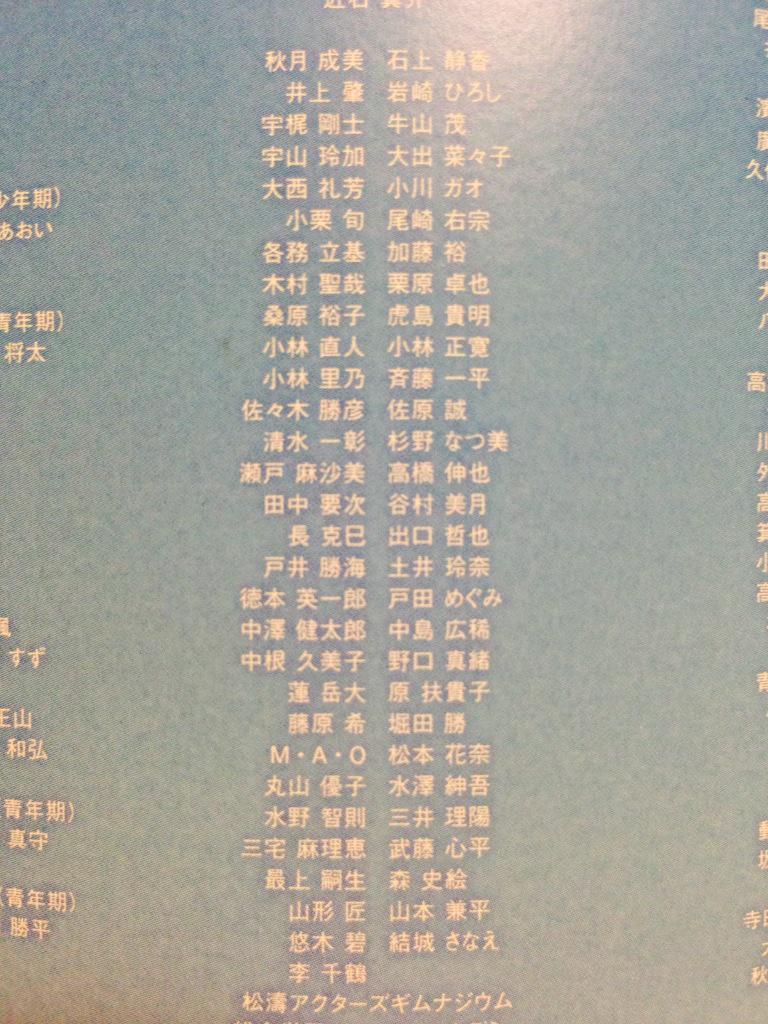 少年期)
あおい
青年期)
将太
すず
和弘
(青年期)
真守
(青年期)
勝平
秋月 成美 石上 静香
井上 肇 岩崎 ひろし
宇梶 剛士 牛山 茂
宇山 玲加 大出 菜々子
大西 礼芳 小川 ガオ
小栗 旬 尾崎 右宗
各務 立基 加藤 裕
木村 聖哉 栗原 卓也
桑原 裕子 虎島 貴明
小林 直人 小林 正寛
小林 里乃 斉藤 一平
佐々木 勝彦 佐原 誠
清水 一彰 杉野 なつ美
瀬戸 麻沙美 高橋 伸也
田中 要次 谷村 美月
長 克巳 出口 哲也
戸井 勝海 土井 玲奈
徳本 英一郎 戸田 めぐみ
中澤 健太郎 中島 広稀
中根 久美子 野口 真緒
蓮 岳大 原 扶貴子
藤原 希 堀田 勝
M・A・O 松本 花奈
丸山 優子 水澤 紳吾
水野 智則 三井 理陽
三宅 麻理恵 武藤 心平
最上 嗣生 森 史絵
山形 匠 山本 兼平
悠木 碧 結城 さなえ
李 千鶴
松濤アクターズギムナジウム